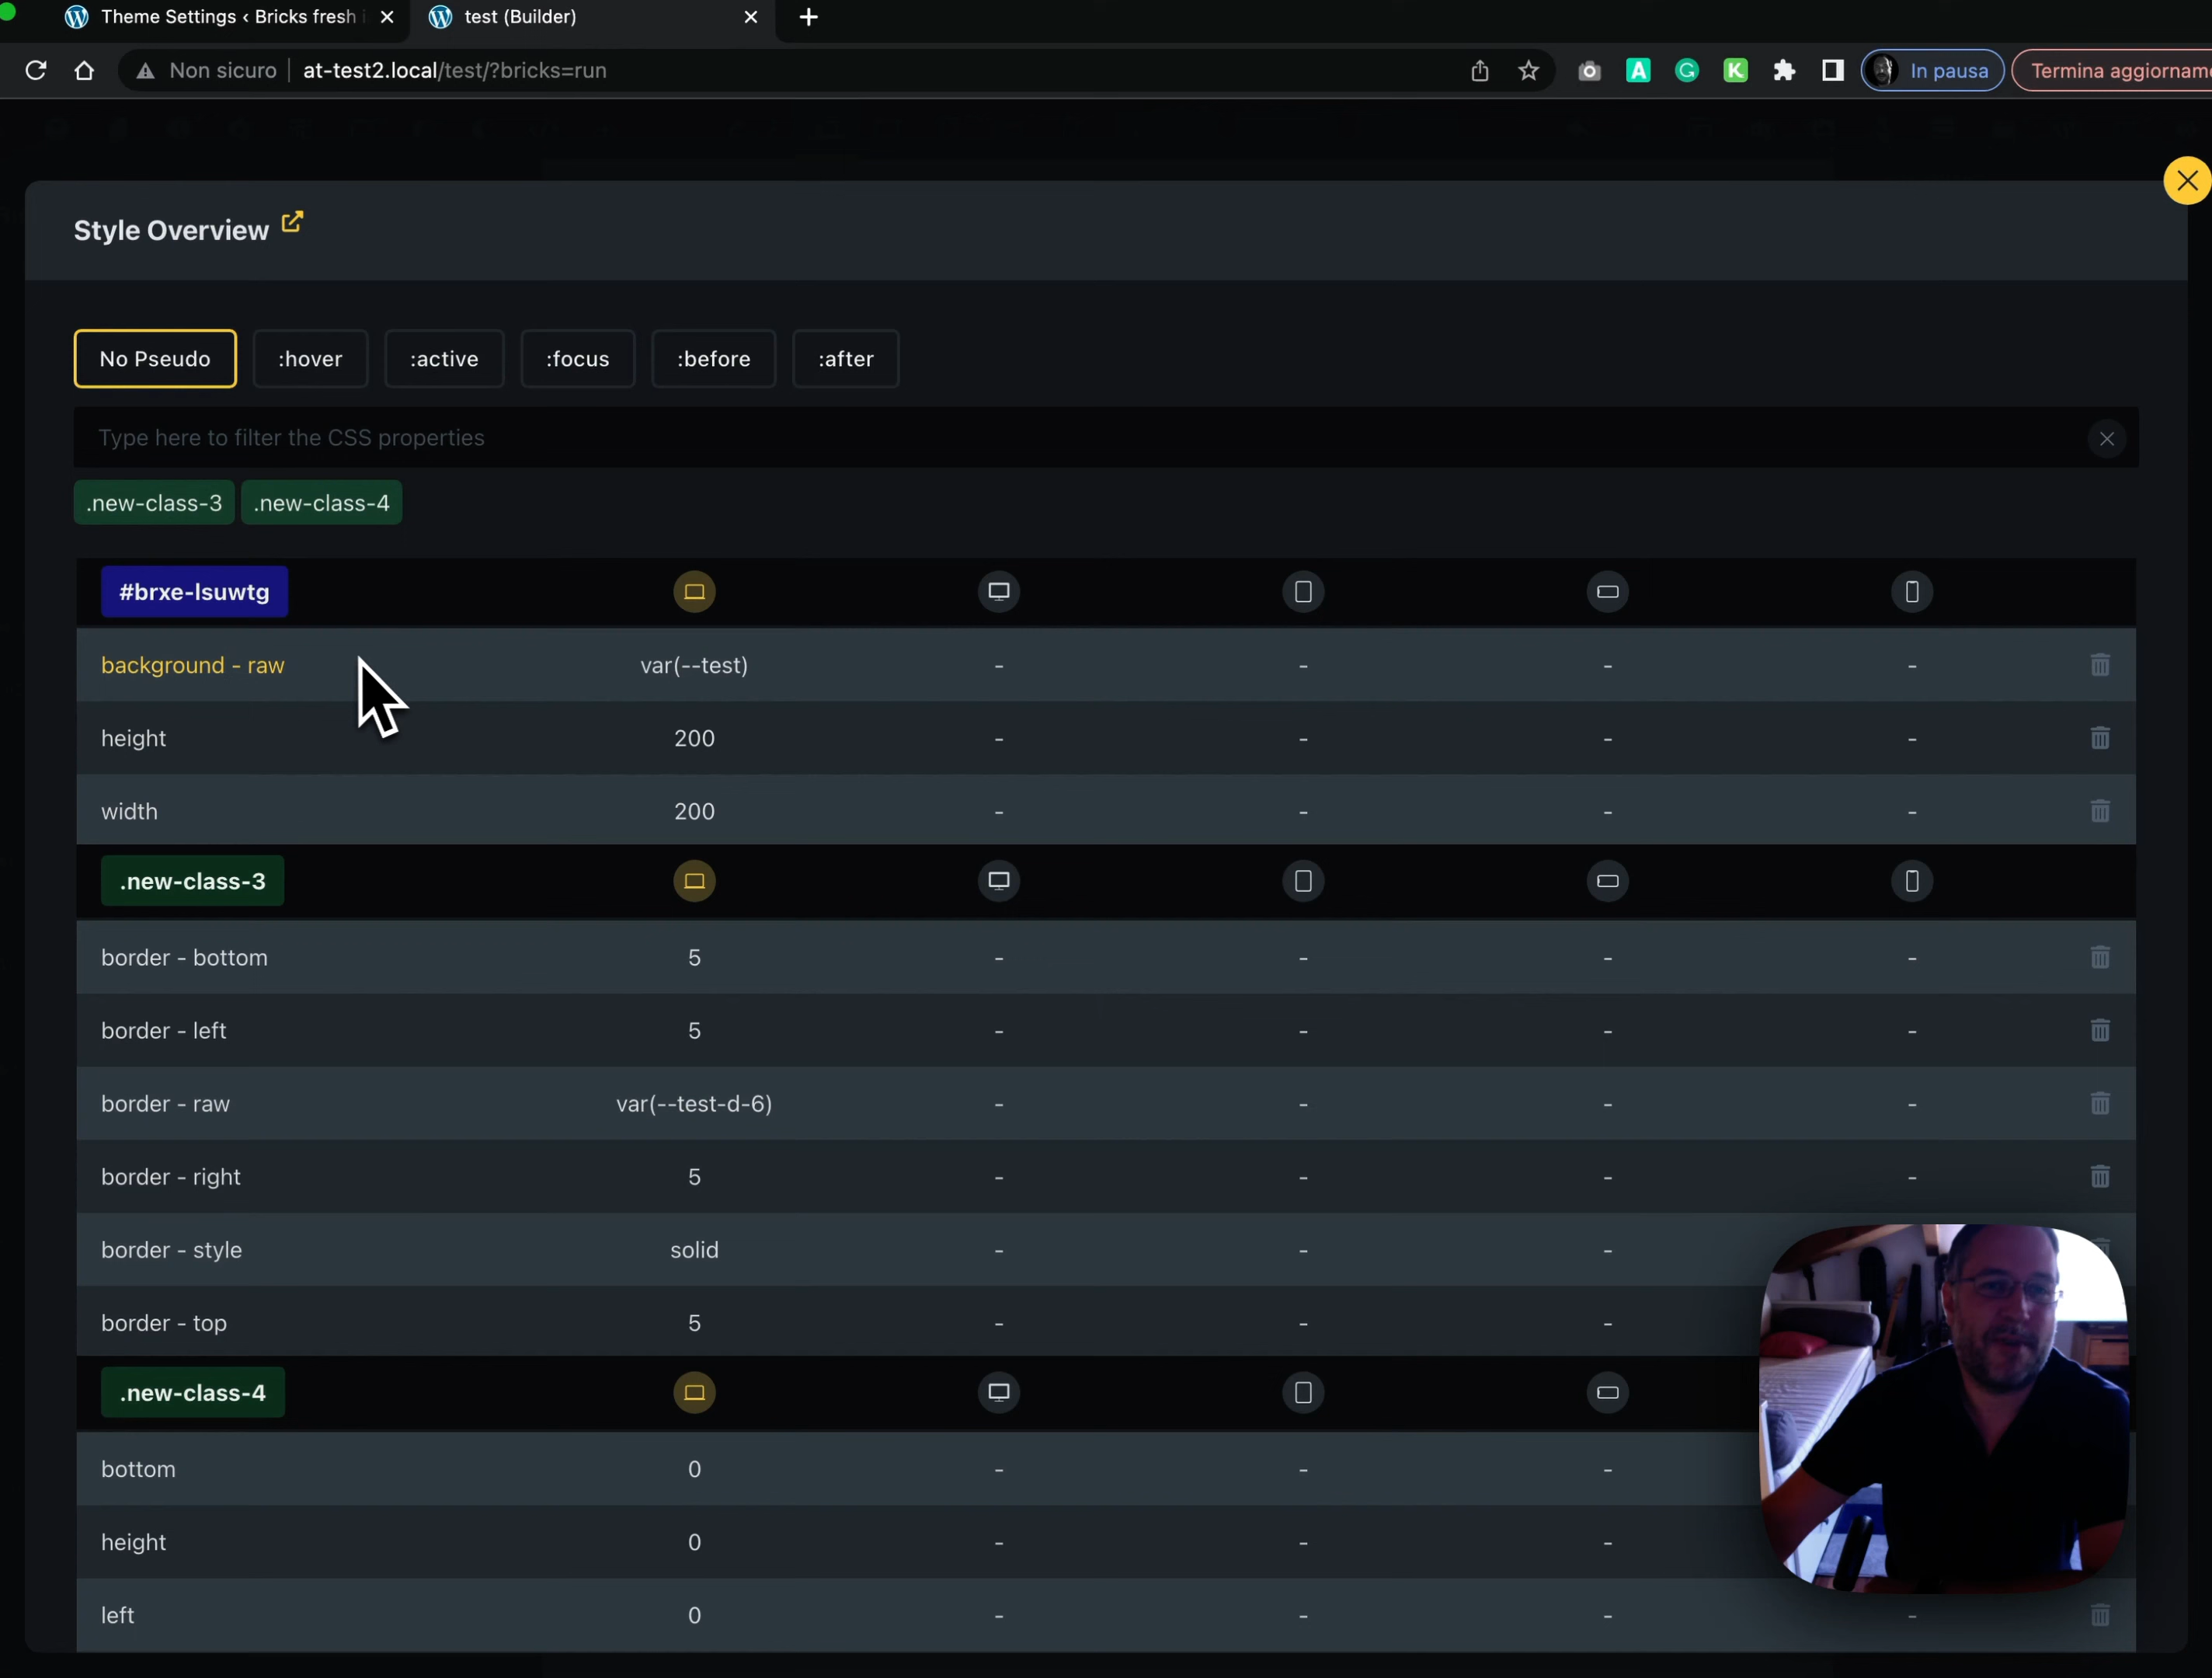 Theme Settings ‹ Bricks fresh
test (Builder)
Non sicuro
at-test2.local/test/?bricks=run
In pausa
Termina
Style Overview
No Pseudo :hover :active :focus :before :after
Type here to filter the CSS properties
.new-class-3 .new-class-4
#brxe-lsuwtg
background - raw var(--test) - - - -
height 200 - - - -
width 200 - - - -
.new-class-3
border - bottom 5 - - - -
border - left 5 - - - -
border - raw var(--test-d-6) - - - -
border - right 5 - - - -
border - style solid - - -
border - top 5 - - -
.new-class-4
bottom 0 - - -
height 0 - - -
left 0 - - - -